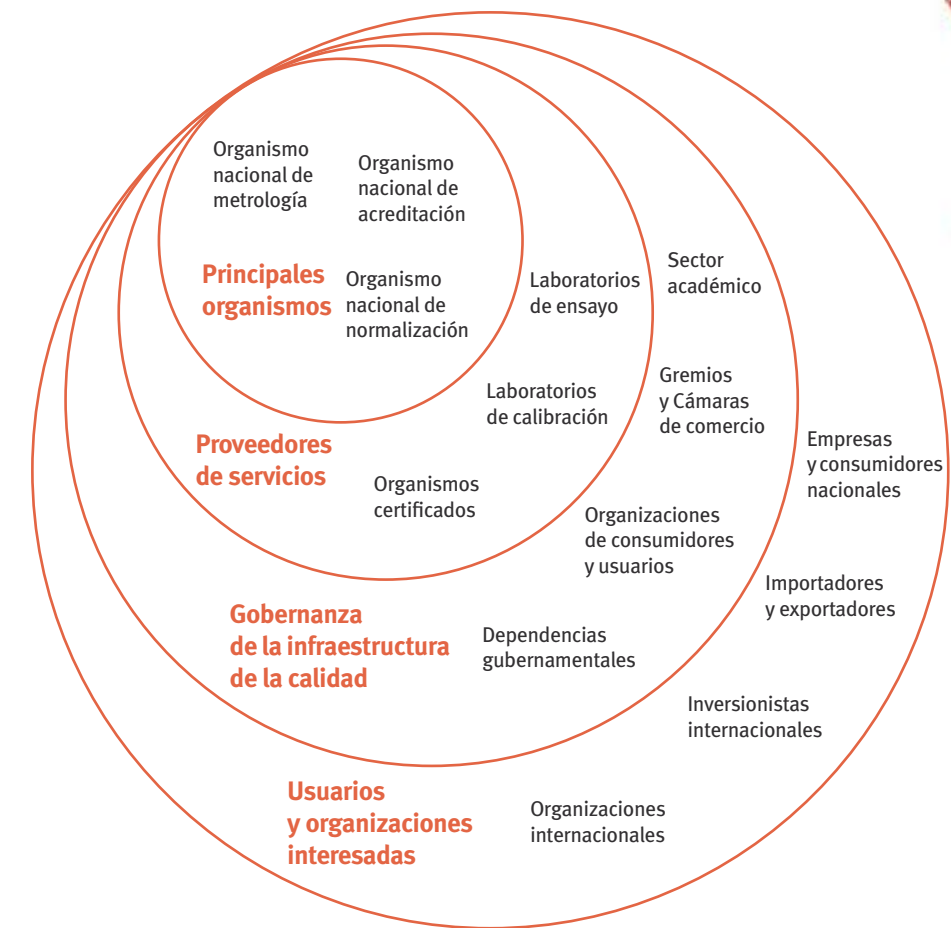 Organismo
nacional de
metrología
Organismo
nacional de
acreditación
Principales
organismos
Organismo
nacional de
normalización
Laboratorios
de ensayo
Laboratorios
de calibración
Proveedores
de servicios
Organismos
certificados
Sector
académico
Gremios
y Cámaras
de comercio
Organizaciones
de consumidores
y usuarios
Gobernanza
de la infraestructura
de la calidad
Dependencias
gubernamentales
Empresas
y consumidores
nacionales
Importadores
y exportadores
Inversionistas
internacionales
Usuarios
y organizaciones
interesadas
Organizaciones
internacionales